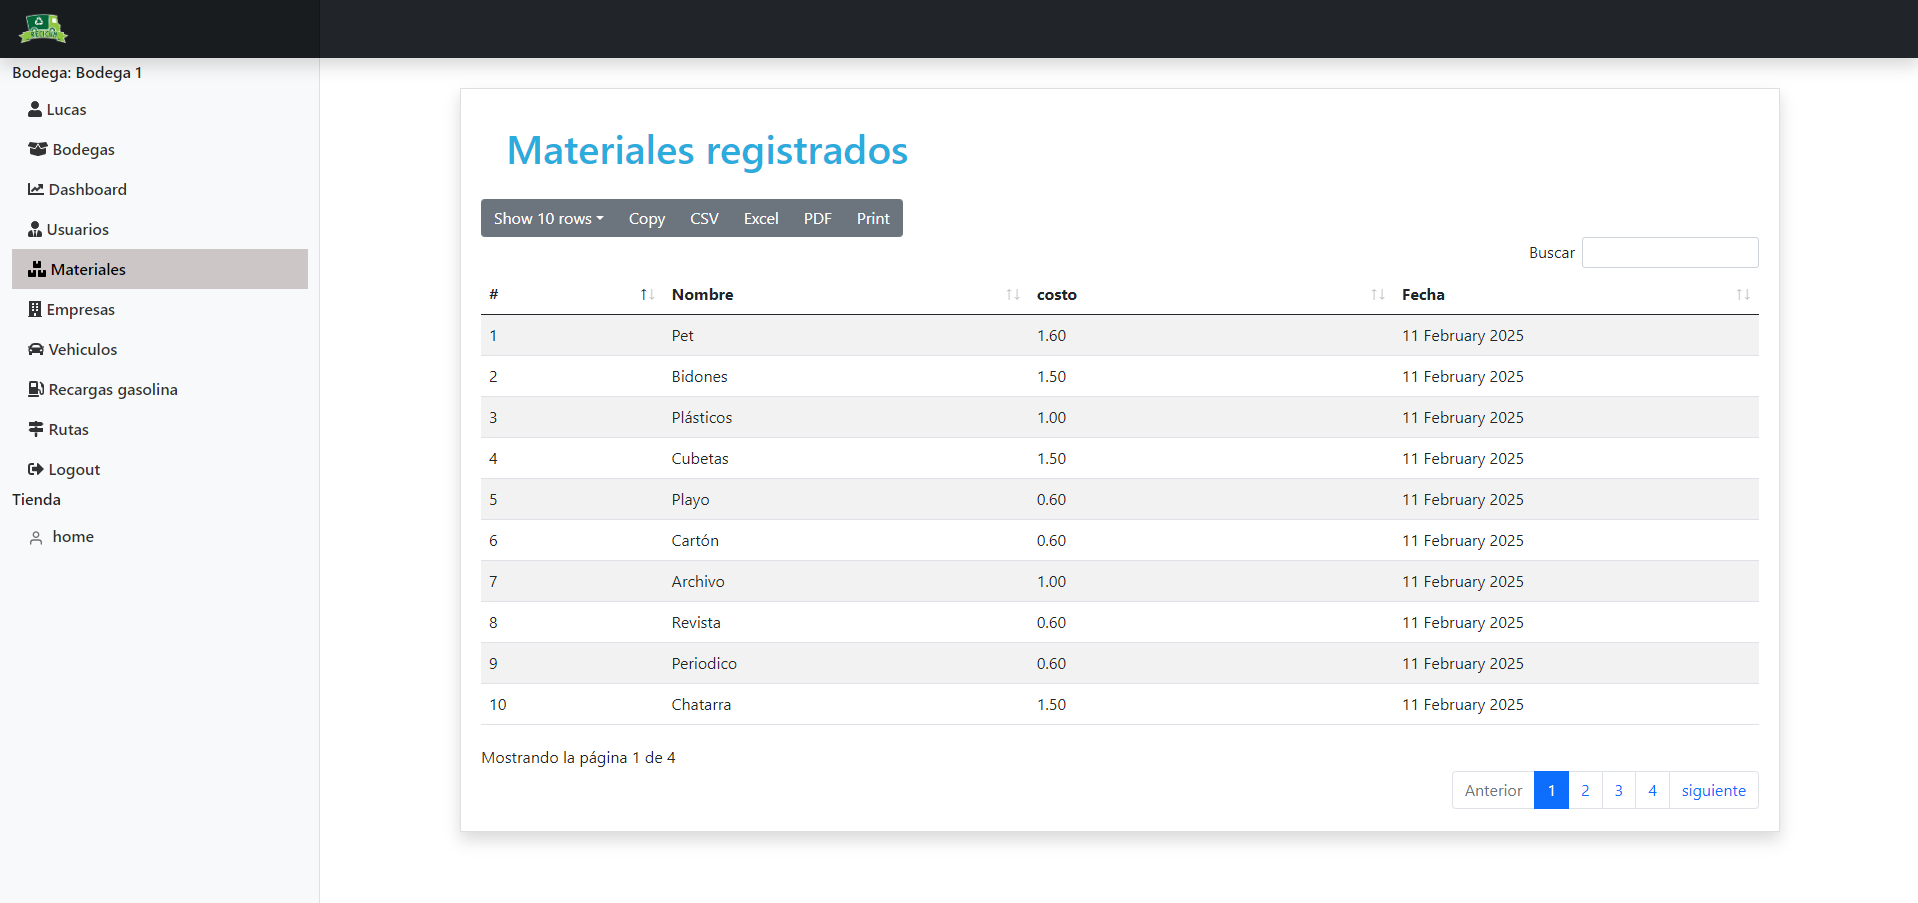 Bodega: Bodega 1
Lucas
Bodegas
Dashboard
Usuarios
Materiales
Empresas
Vehiculos
Recargas gasolina
Rutas
Logout
Tienda
home
Materiales registrados
Show 10 rows Copy CSV Excel PDF Print
Buscar
# Nombre costo Fecha
1 Pet 1.60 11 February 2025
2 Bidones 1.50 11 February 2025
3 Plásticos 1.00 11 February 2025
4 Cubetas 1.50 11 February 2025
5 Playo 0.60 11 February 2025
6 Cartón 0.60 11 February 2025
7 Archivo 1.00 11 February 2025
8 Revista 0.60 11 February 2025
9 Periodico 0.60 11 February 2025
10 Chatarra 1.50 11 February 2025
Mostrando la página 1 de 4
Anterior 1 2 3 4 siguiente